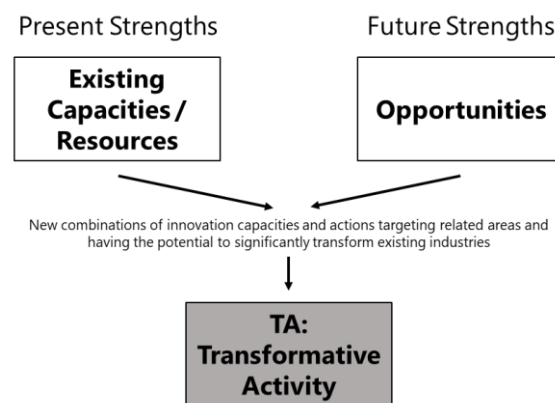 Present Strengths
Future Strengths
Existing
Capacities /
Resources
Opportunities
New combinations of innovation capacities and actions targeting related areas and
having the potential to significantly transform existing industries
TA:
Transformative
Activity